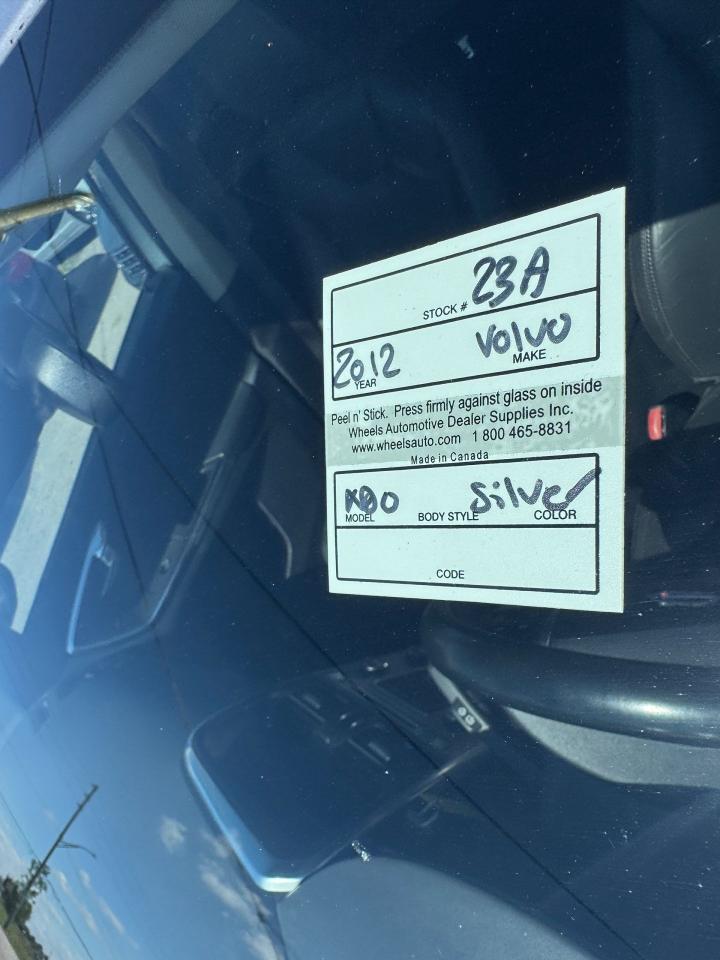 STOCK # 23A
2012 Volvo
YEAR MAKE
Peel n' Stick. Press firmly against glass on inside
Wheels Automotive Dealer Supplies Inc.
www.wheelsauto.com 1 800 465-8831
Made in Canada
Silver
MODEL BODY STYLE COLOR
CODE